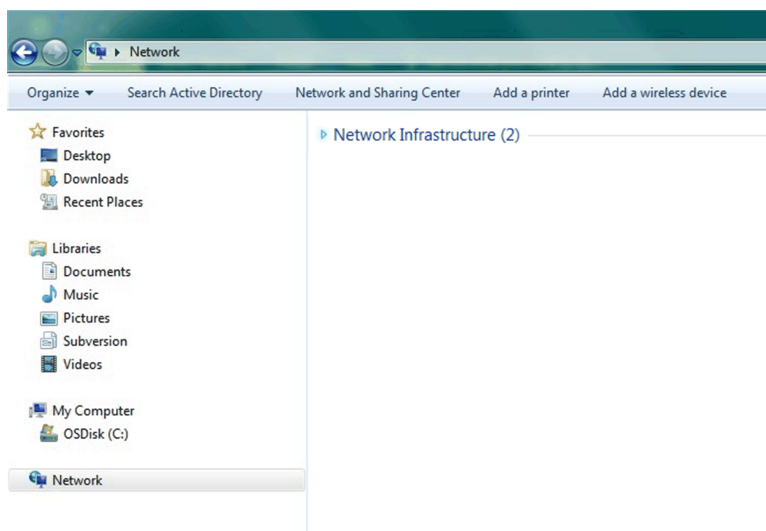 Network
Organize Search Active Directory Network and Sharing Center Add a printer Add a wireless device
Favorites
Desktop
Downloads
Recent Places
Libraries
Documents
Music
Pictures
Subversion
Videos
My Computer
OSDisk (C:)
Network
Network Infrastructure (2)